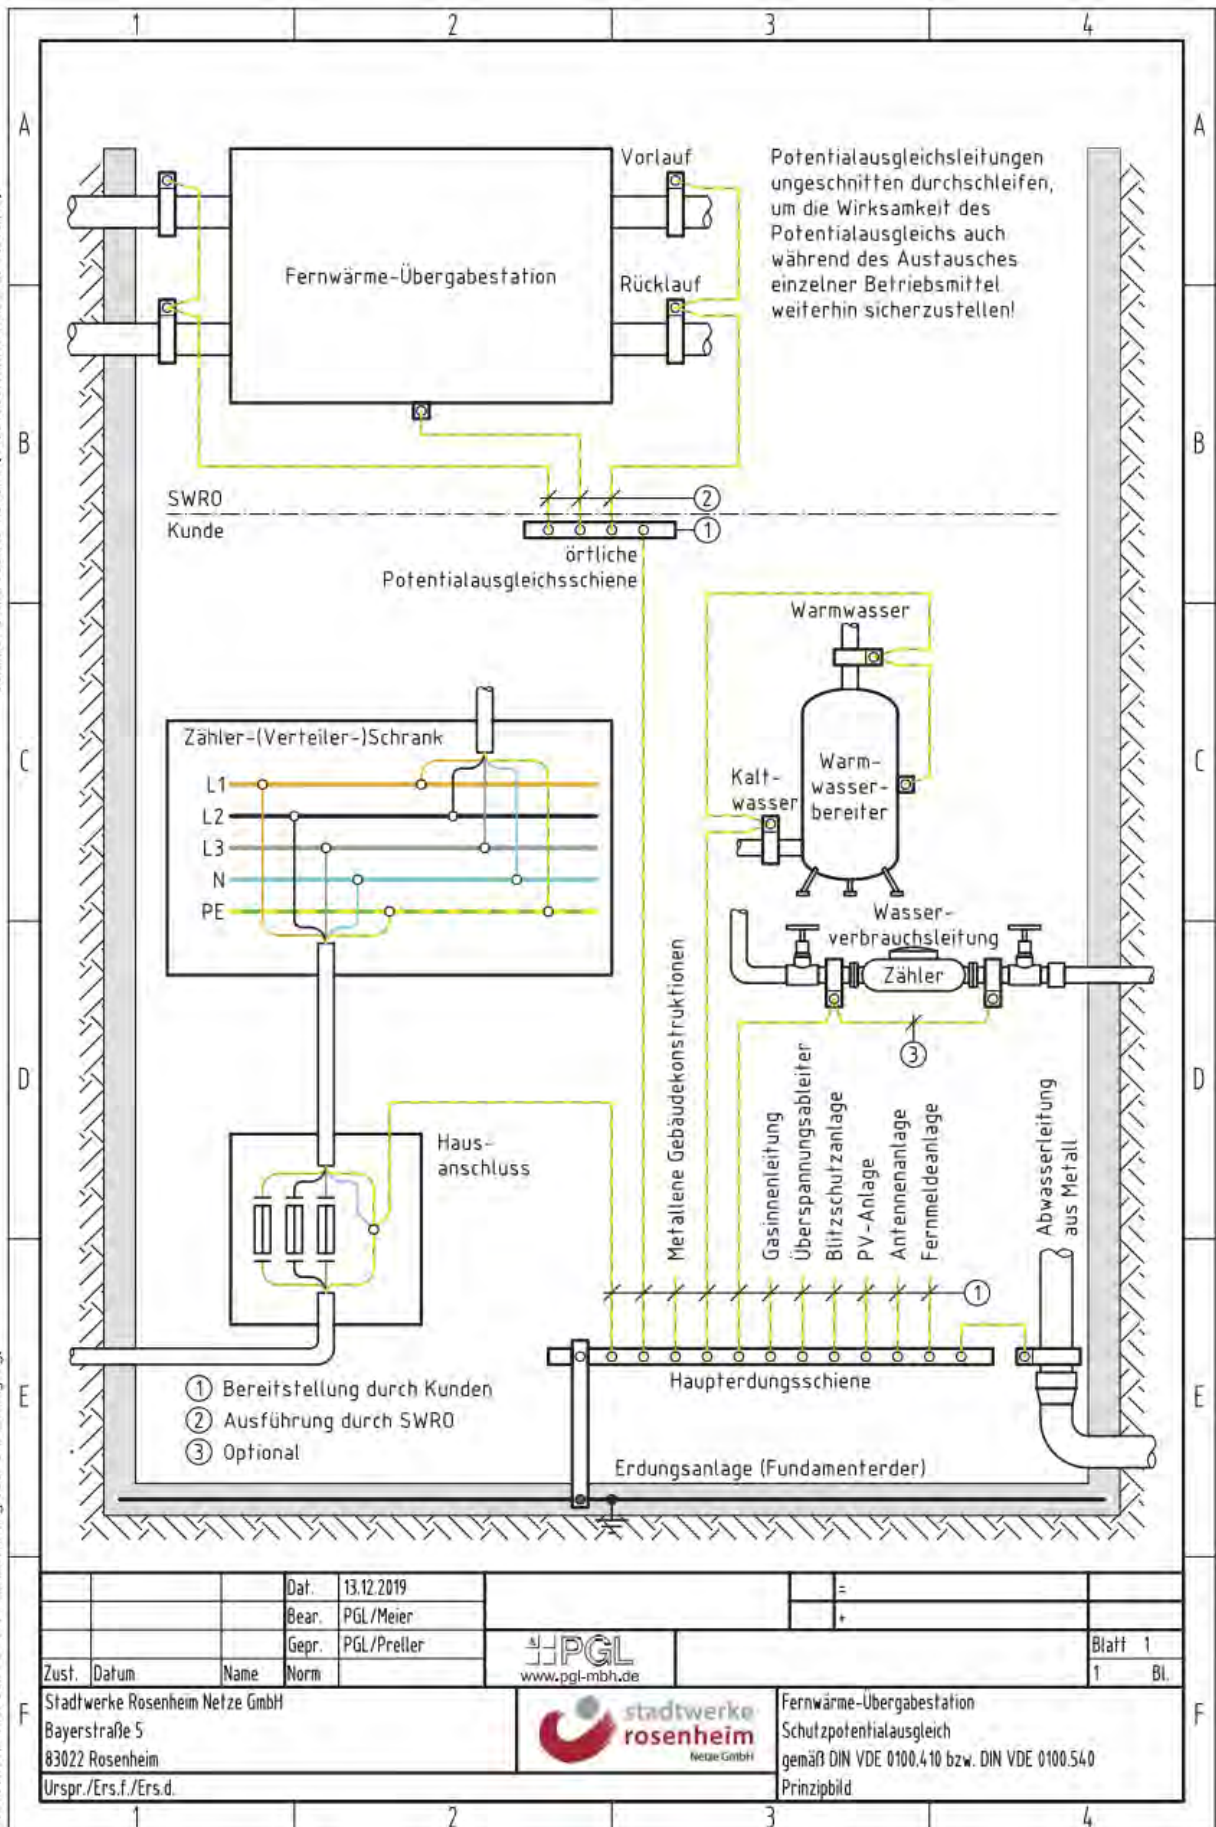 1 2 3 4
A A
Vorlauf
Potentialausgleichsleitungen
ungeschnitten durchschleifen,
um die Wirksamkeit des
Potentialausgleichs auch
während des Austausches
einzelner Betriebsmittel
weiterhin sicherzustellen!
Fernwärme-Übergabestation
Rücklauf
B B
SWRO
2
Kunde
1
örtliche
Potentialausgleichsschiene
Warmwasser
Zähler-(Verteiler-)Schrank
C C
Warm-
wasser-
bereiter
Kalt-
wasser
L1
L2
L3
N
PE
Wasser-
verbrauchsleitung
Zähler
3
D D
Haus-
anschluss
Metallene Gebäudekonstruktionen
Gasinnenleitung
Überspannungsableiter
Blitzschutzanlage
PV-Anlage
Antennenanlage
Fernmeldeanlage
Abwasserleitung
aus Metall
1
Haupterdungsschiene
E E
1 Bereitstellung durch Kunden
2 Ausführung durch SWRO
3 Optional
Erdungsanlage (Fundamenterder)
Dat. 13.12.2019
=
Bear. PGL/Meier
+
Gepr. PGL/Preller
Blatt 1
Zust. Datum Name Norm
1 Bl.
& PGL
www.pgl-mbh.de
F F
Stadtwerke Rosenheim Netze GmbH
Bayerstraße 5
83022 Rosenheim
Urspr./Ers.f./Ers.d.
stadtwerke
rosenheim
Netze GmbH
Fernwärme-Übergabestation
Schutzpotentialausgleich
gemäß DIN VDE 0100.410 bzw. DIN VDE 0100.540
Prinzipbild
1 2 3 4